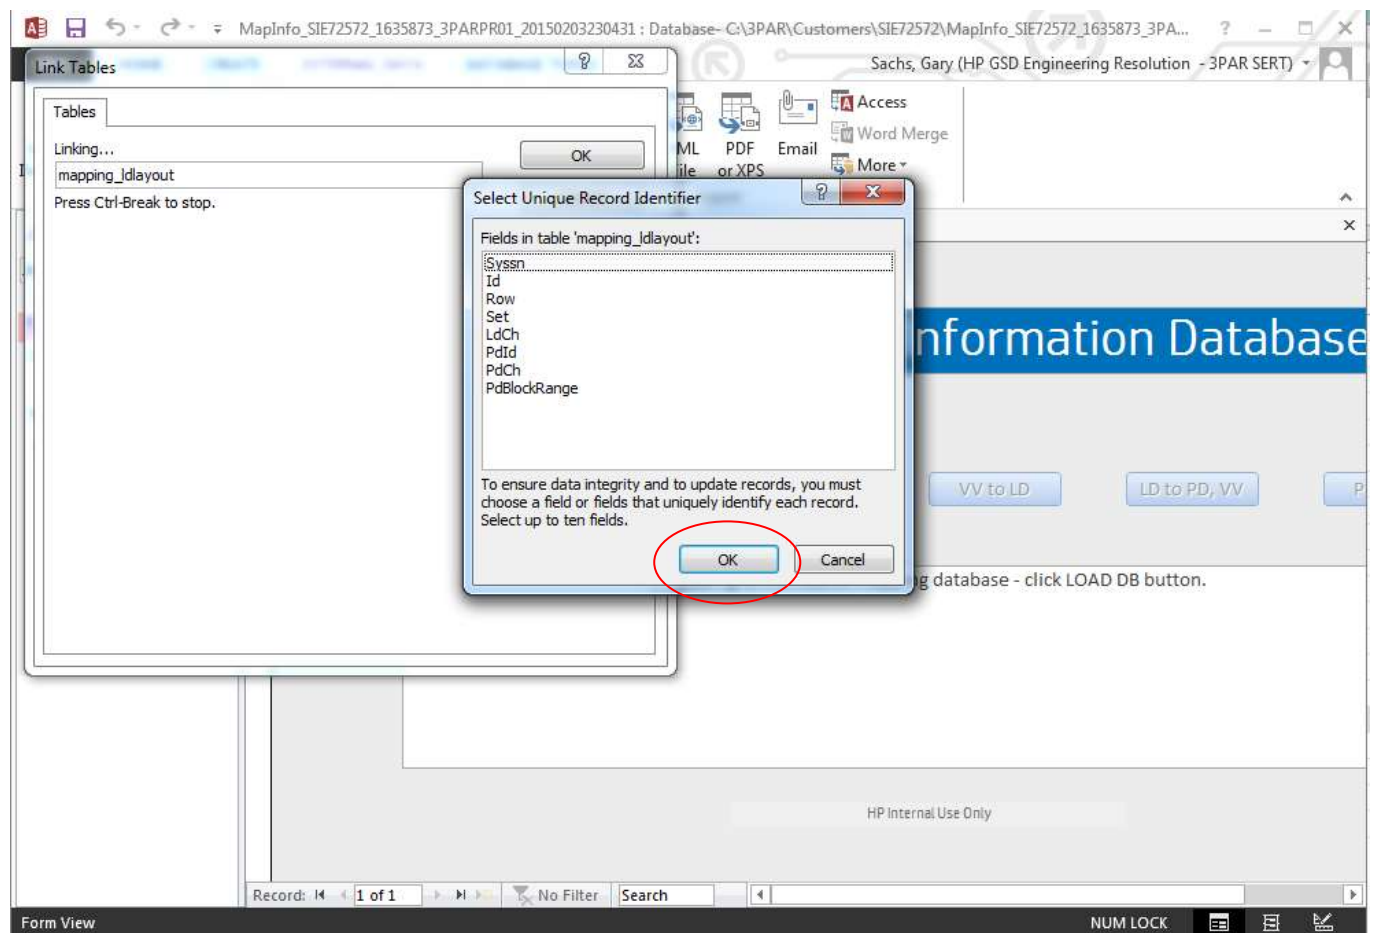 MapInfo_SIE72572_1635873_3PARPR01_20150203230431 : Database- C:\3PAR\Customers\SIE72572\MapInfo_SIE72572_1635873_3PA...
Sachs, Gary (HP GSD Engineering Resolution - 3PAR SERT)
Link Tables
Tables
Linking...
OK
mapping_ldlayout
Press Ctrl-Break to stop.
ML
ile
PDF
or XPS
Email
Access
Word Merge
More
Select Unique Record Identifier
Fields in table 'mapping_ldlayout':
Syssn
Id
Row
Set
LdCh
PdId
PdCh
PdBlockRange
To ensure data integrity and to update records, you must
choose a field or fields that uniquely identify each record.
Select up to ten fields.
OK
Cancel
nformation Database
VV to LD
LD to PD, VV
P
g database - click LOAD DB button.
HP Internal Use Only
Record:
1 of 1
No Filter
Search
Form View
NUM LOCK